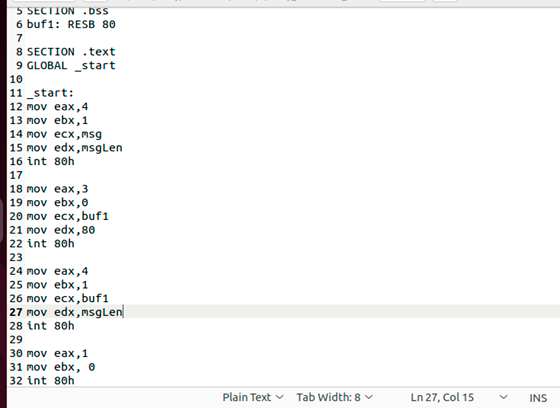 5 SECTION .bss
6 buf1: RESB 80
7
8 SECTION .text
9 GLOBAL _start
10
11 _start:
12 mov eax,4
13 mov ebx,1
14 mov ecx,msg
15 mov edx,msgLen
16 int 80h
17
18 mov eax,3
19 mov ebx,0
20 mov ecx,buf1
21 mov edx,80
22 int 80h
23
24 mov eax,4
25 mov ebx,1
26 mov ecx,buf1
27 mov edx,msgLen
28 int 80h
29
30 mov eax,1
31 mov ebx, 0
32 int 80h
Plain Text Tab Width: 8 Ln 27, Col 15 INS